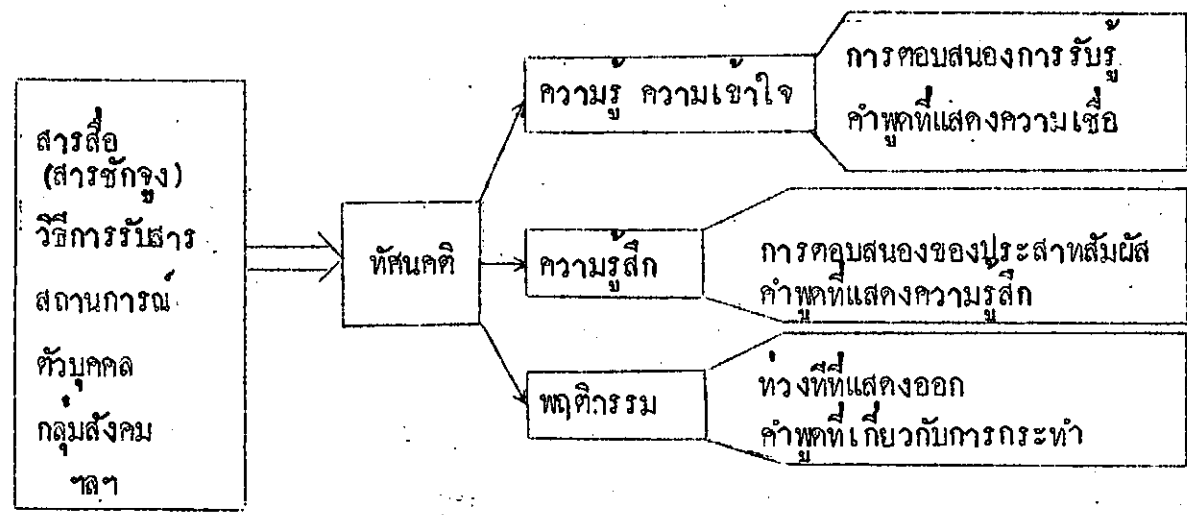 สารสื่อ
(สารชักจูง)
วิธีการรับสาร
สถานการณ์
ตัวบุคคล
กลุ่มสังคม
ฯลฯ
ทัศนคติ
ความรู้ ความเข้าใจ
การตอบสนองการรับรู้
คำพูดที่แสดงความเชื่อ
ความรู้สึก
การตอบสนองของประสาทสัมผัส
คำพูดที่แสดงความรู้สึก
พฤติกรรม
ท่วงทีที่แสดงออก
คำพูดที่เกี่ยวกับการกระทำ